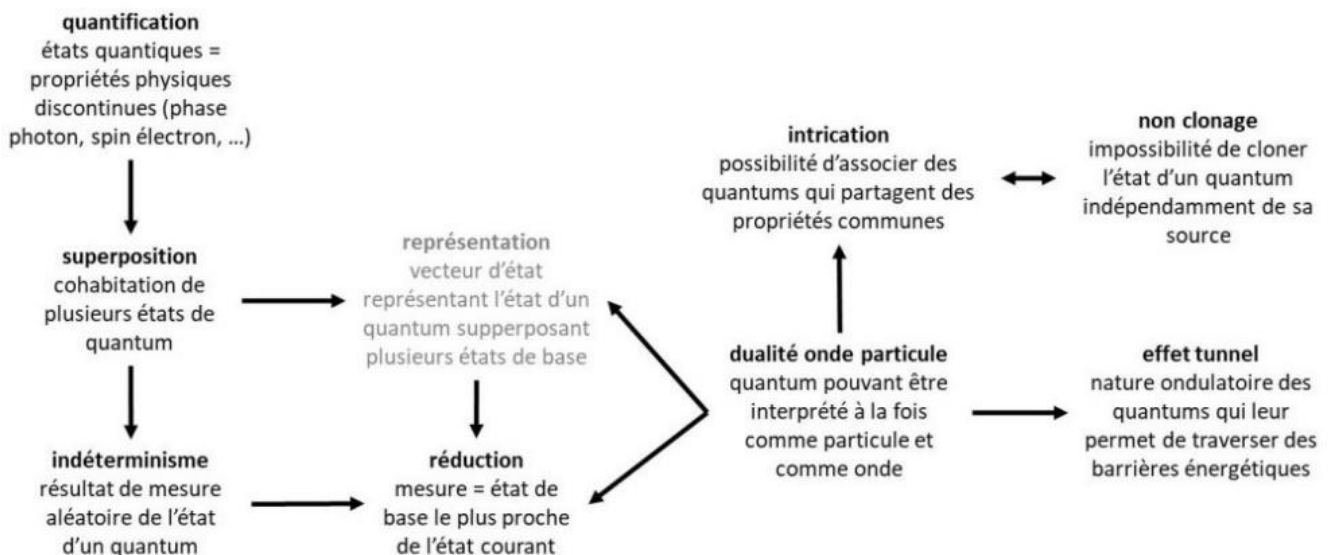 quantification
états quantiques =
propriétés physiques
discontinues (phase
photon, spin électron, ...)
superposition
cohabitation de
plusieurs états de
quantum
indéterminisme
résultat de mesure
aléatoire de l'état
d'un quantum
représentation
vecteur d'état
représentant l'état d'un
quantum supperposant
plusieurs états de base
réduction
mesure = état de
base le plus proche
de l'état courant
intrication
possibilité d'associer des
quantums qui partagent des
propriétés communes
dualité onde particule
quantum pouvant être
interprété à la fois
comme particule et
comme onde
non clonage
impossibilité de cloner
l'état d'un quantum
indépendamment de sa
source
effet tunnel
nature ondulatoire des
quantums qui leur
permet de traverser des
barrières énergétiques